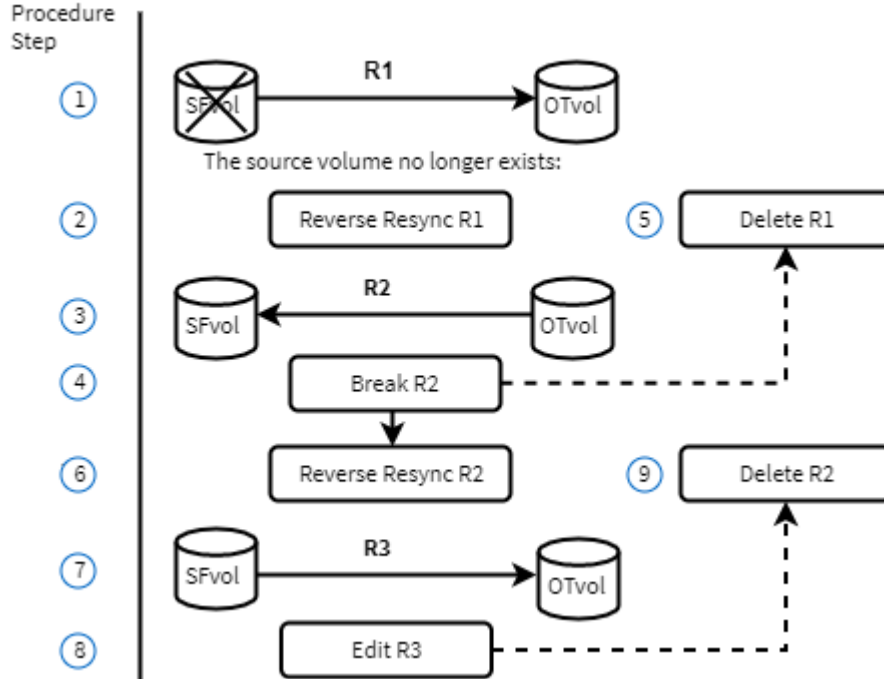 Procedure
Step
1
SFvol
R1
OTvol
The source volume no longer exists:
2
Reverse Resync R1
5
Delete R1
3
SFvol
R2
OTvol
4
Break R2
6
Reverse Resync R2
9
Delete R2
7
SFvol
R3
OTvol
8
Edit R3